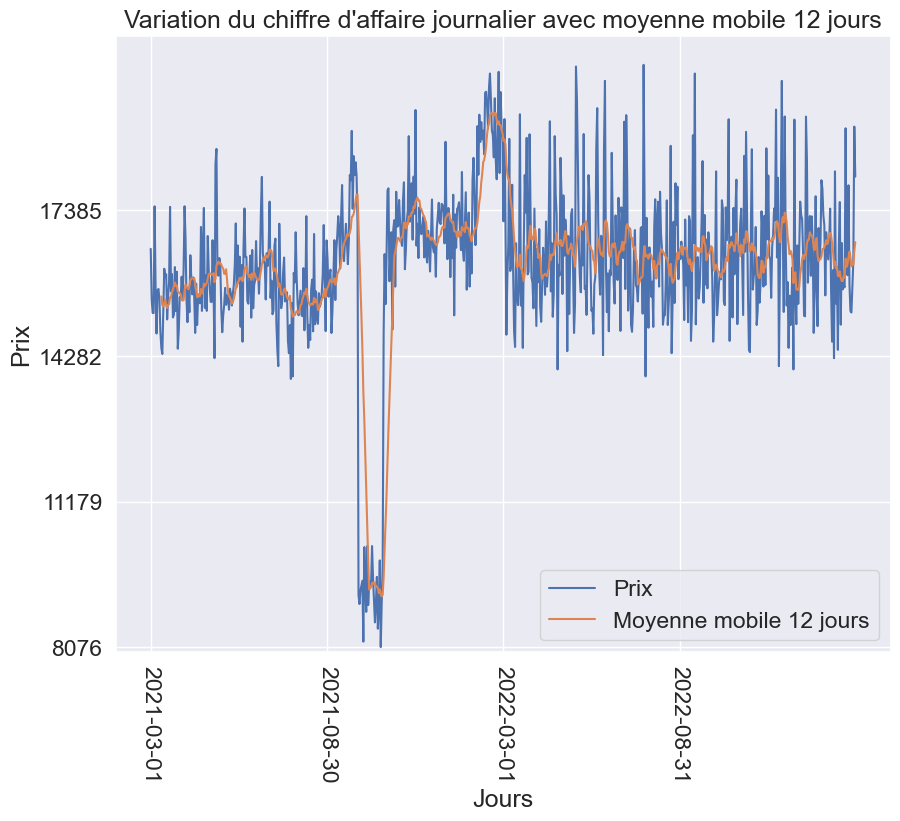 Variation du chiffre d'affaire journalier avec moyenne mobile 12 jours
Prix
17385
14282
11179
8076
Prix
Moyenne mobile 12 jours
2021-03-01
2021-08-30
2022-03-01
2022-08-31
Jours